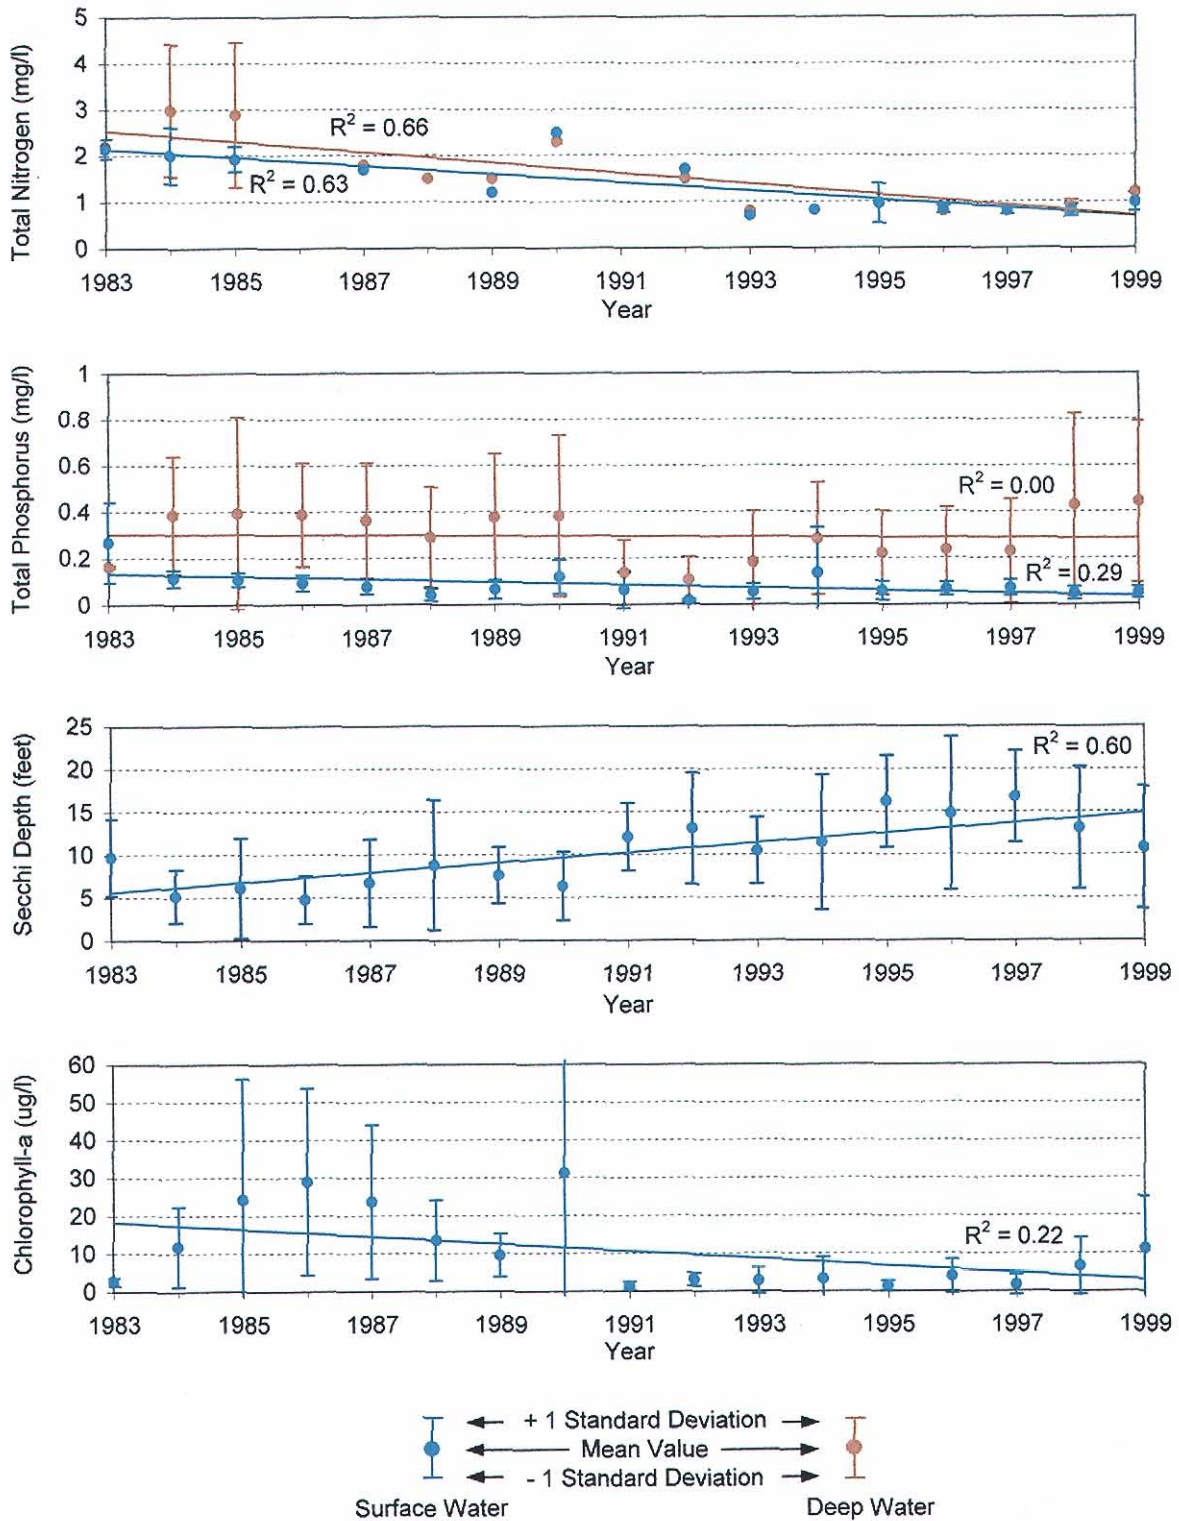 Total Nitrogen (mg/l)
5
4
3
2
1
0
R² = 0.66
R² = 0.63
1983 1985 1987 1989 1991 1993 1995 1997 1999
Year
Total Phosphorus (mg/l)
1
0.8
0.6
0.4
0.2
0
R² = 0.00
R² = 0.29
1983 1985 1987 1989 1991 1993 1995 1997 1999
Year
Secchi Depth (feet)
25
20
15
10
5
0
R² = 0.60
1983 1985 1987 1989 1991 1993 1995 1997 1999
Year
Chlorophyll-a (ug/l)
60
50
40
30
20
10
0
R² = 0.22
1983 1985 1987 1989 1991 1993 1995 1997 1999
Year
+ 1 Standard Deviation
Mean Value
- 1 Standard Deviation
Surface Water Deep Water